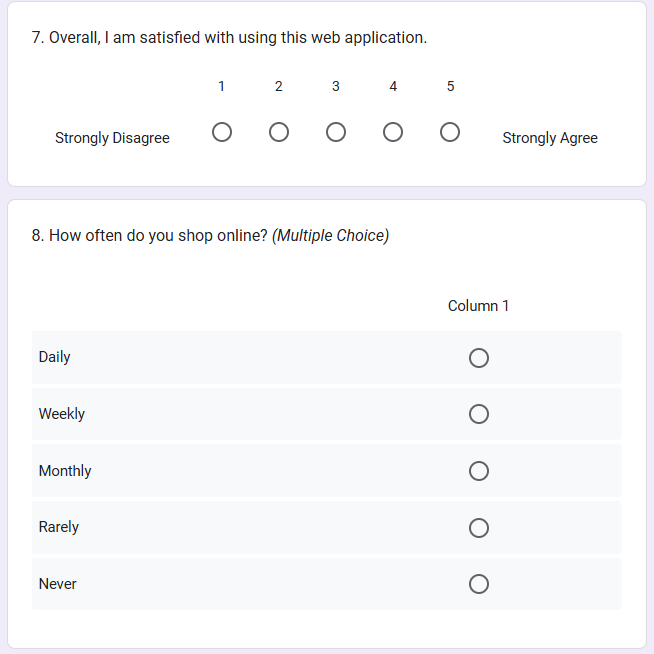 7. Overall, I am satisfied with using this web application.
1 2 3 4 5
Strongly Disagree Strongly Agree
8. How often do you shop online? (Multiple Choice)
Column 1
Daily
Weekly
Monthly
Rarely
Never